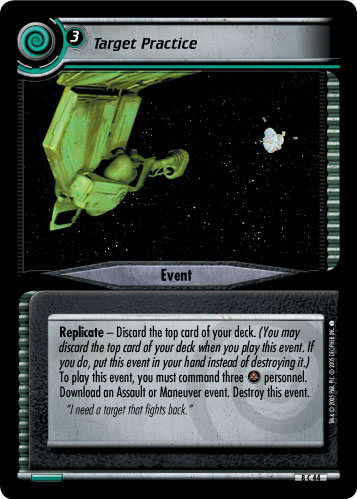 3 Target Practice
Event
Replicate – Discard the top card of your deck. (You may
discard the top card of your deck when you play this event. If
you do, put this event in your hand instead of destroying it.)
To play this event, you must command three personnel.
Download an Assault or Maneuver event. Destroy this event.
"I need a target that fights back."
8 C 44